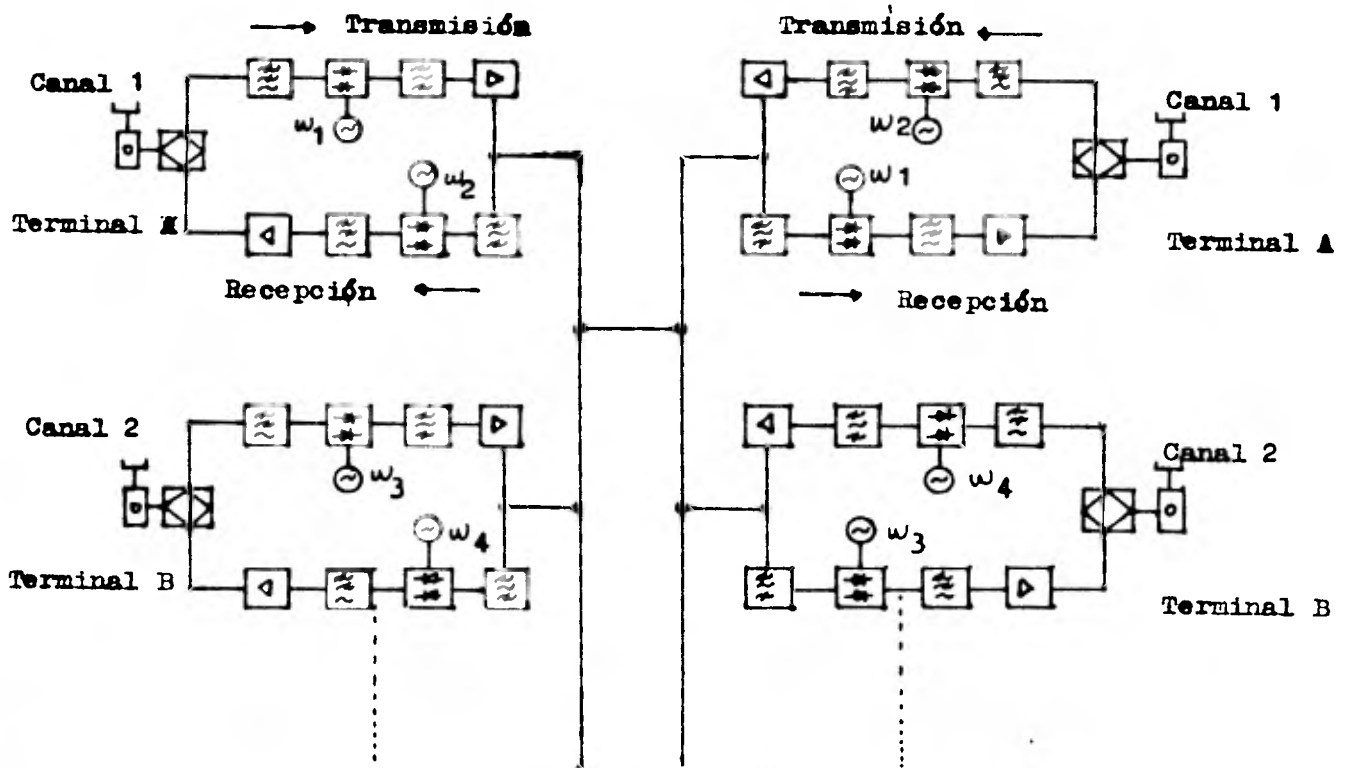 Transmisión
Transmisión
Canal 1
Canal 1
ω1
ω2
ω2
ω1
Terminal A
Terminal A
Recepción
Recepción
Canal 2
Canal 2
ω3
ω4
ω4
ω3
Terminal B
Terminal B